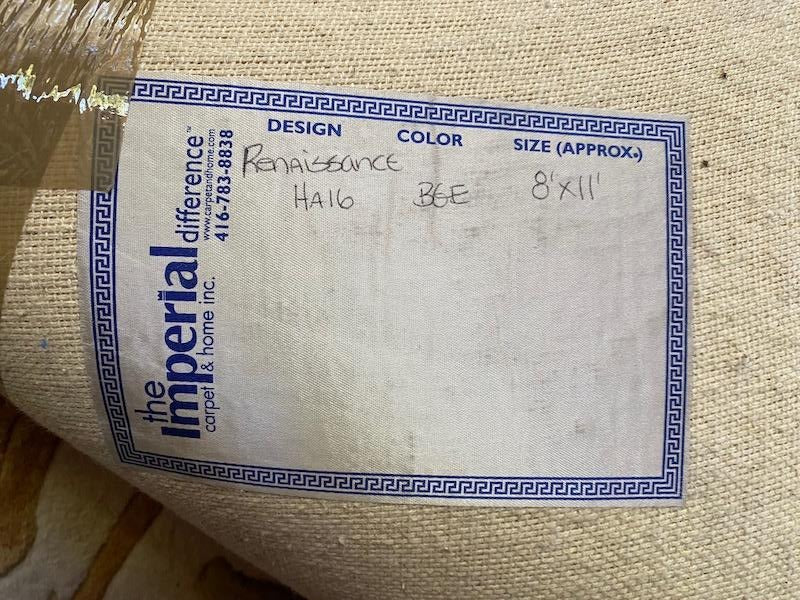 the Imperial difference™
carpet & home inc.
www.carpetandhome.com
416-783-8838
DESIGN COLOR SIZE (APPROX.)
Renaissance
HA16 BGE 8'x11'